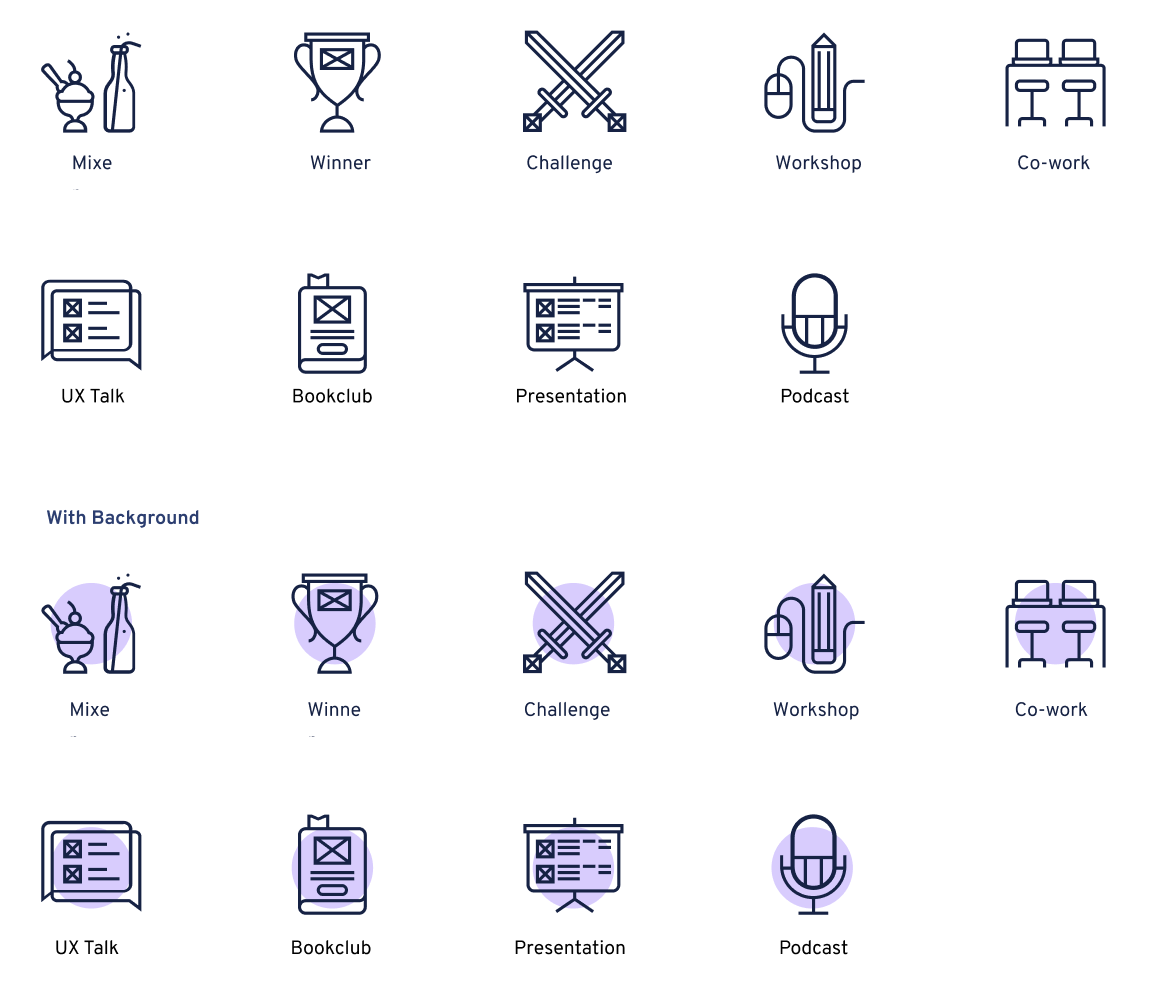 Mixe
Winner
Challenge
Workshop
Co-work
UX Talk
Bookclub
Presentation
Podcast
With Background
Mixe
Winne
Challenge
Workshop
Co-work
UX Talk
Bookclub
Presentation
Podcast